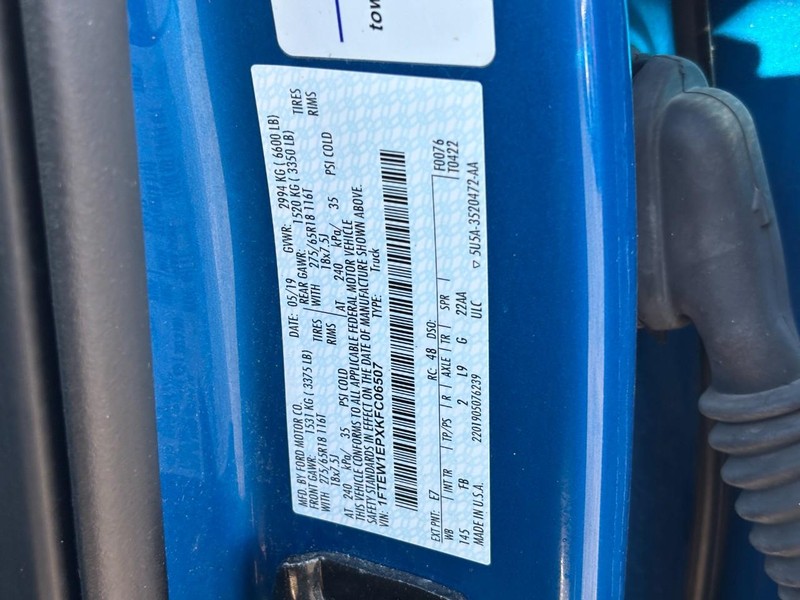 tow
MFD. BY FORD MOTOR CO. DATE: 05/19 GVWR: 2994 KG ( 6600 LB)
FRONT GAWR: 1531 KG ( 3375 LB) REAR GAWR: 1520 KG ( 3350 LB)
WITH 275/65R18 116T TIRES WITH 275/65R18 116T TIRES
18x7.5J RIMS 18x7.5J RIMS
AT 240 kPa/ 35 PSI COLD AT 240 kPa/ 35 PSI COLD
THIS VEHICLE CONFORMS TO ALL APPLICABLE FEDERAL MOTOR VEHICLE
SAFETY STANDARDS IN EFFECT ON THE DATE OF MANUFACTURE SHOWN ABOVE.
VIN: 1FTEW1EPXKFC06507 TYPE: Truck
F0076
EXT PNT: E7 RC: 48 DSO: T0422
WB INT TR TP/PS R AXLE TR SPR
145 FB 2 L9 G 22AA
MADE IN U.S.A. 2201905076239 ULC ▽ 5U5A-3520472-AA